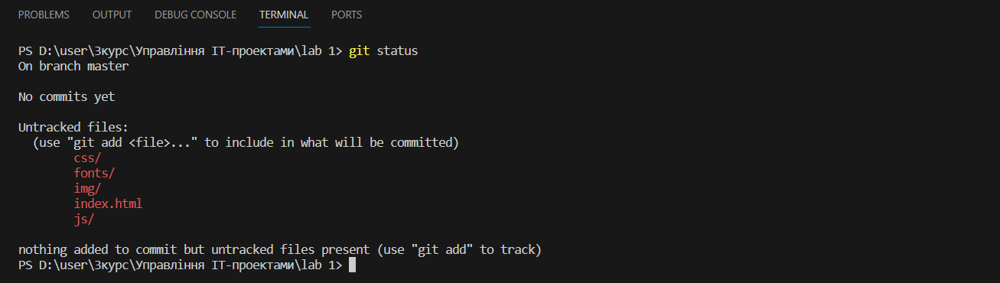 PROBLEMS OUTPUT DEBUG CONSOLE TERMINAL PORTS
PS D:\user\3курс\Управління ІТ-проектами\lab 1> git status
On branch master
No commits yet
Untracked files:
(use "git add <file>..." to include in what will be committed)
css/
fonts/
img/
index.html
js/
nothing added to commit but untracked files present (use "git add" to track)
PS D:\user\3курс\Управління ІТ-проектами\lab 1>